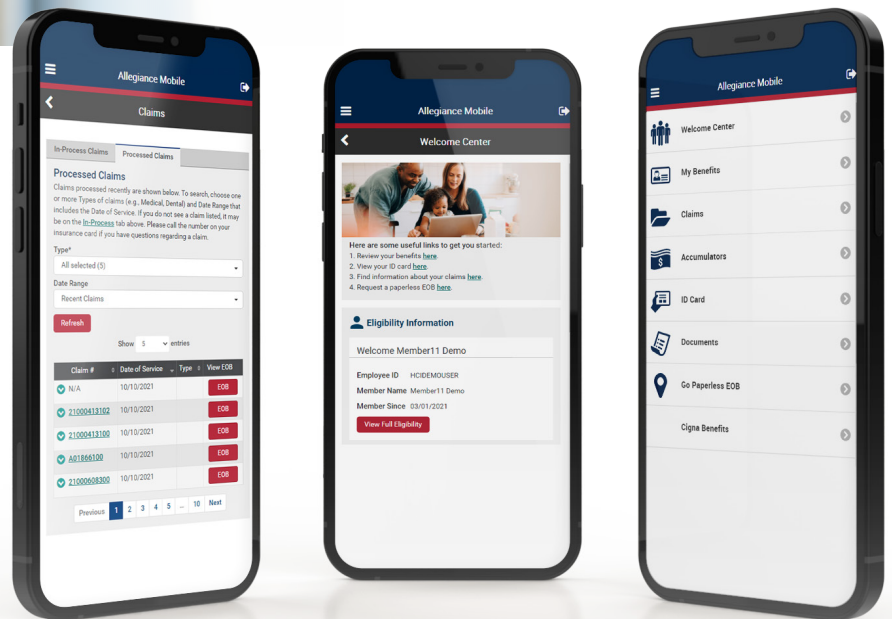 Allegiance Mobile
Claims
In-Process Claims Processed Claims
Processed Claims
Claims processed recently are shown below. To search, choose one
or more Types of claims (e.g., Medical, Dental) and Date Range that
includes the Date of Service. If you do not see a claim listed, it may
be on the In-Process tab above. Please call the number on your
insurance card if you have questions regarding a claim.
Type*
All selected (5)
Date Range
Recent Claims
Refresh
Show 5 entries
Claim # Date of Service Type View EOB
N/A 10/10/2021 EOB
21000413102 10/10/2021 EOB
21000413100 10/10/2021 EOB
A01866100 10/10/2021 EOB
21000608300 10/10/2021 EOB
Previous 1 2 3 4 5 ... 10 Next
Allegiance Mobile
Welcome Center
Here are some useful links to get you started:
1. Review your benefits here.
2. View your ID card here.
3. Find information about your claims here.
4. Request a paperless EOB here.
Eligibility Information
Welcome Member11 Demo
Employee ID HCIDEMOUSER
Member Name Member11 Demo
Member Since 03/01/2021
View Full Eligibility
Allegiance Mobile
Welcome Center
My Benefits
Claims
$
Accumulators
ID Card
Documents
Go Paperless EOB
Cigna Benefits